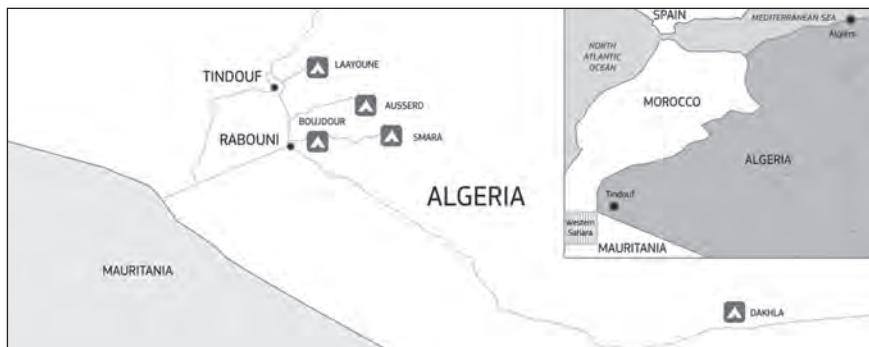 TINDOUF
LAAYOUNE
AUSSERD
BOUJDOUR
SMARA
RABOUNI
ALGERIA
MAURITANIA
DAKHLA
SPAIN
MEDITERRANEAN SEA
Algiers
NORTH
ATLANTIC
OCEAN
MOROCCO
ALGERIA
Tindouf
Western
Sahara
MAURITANIA